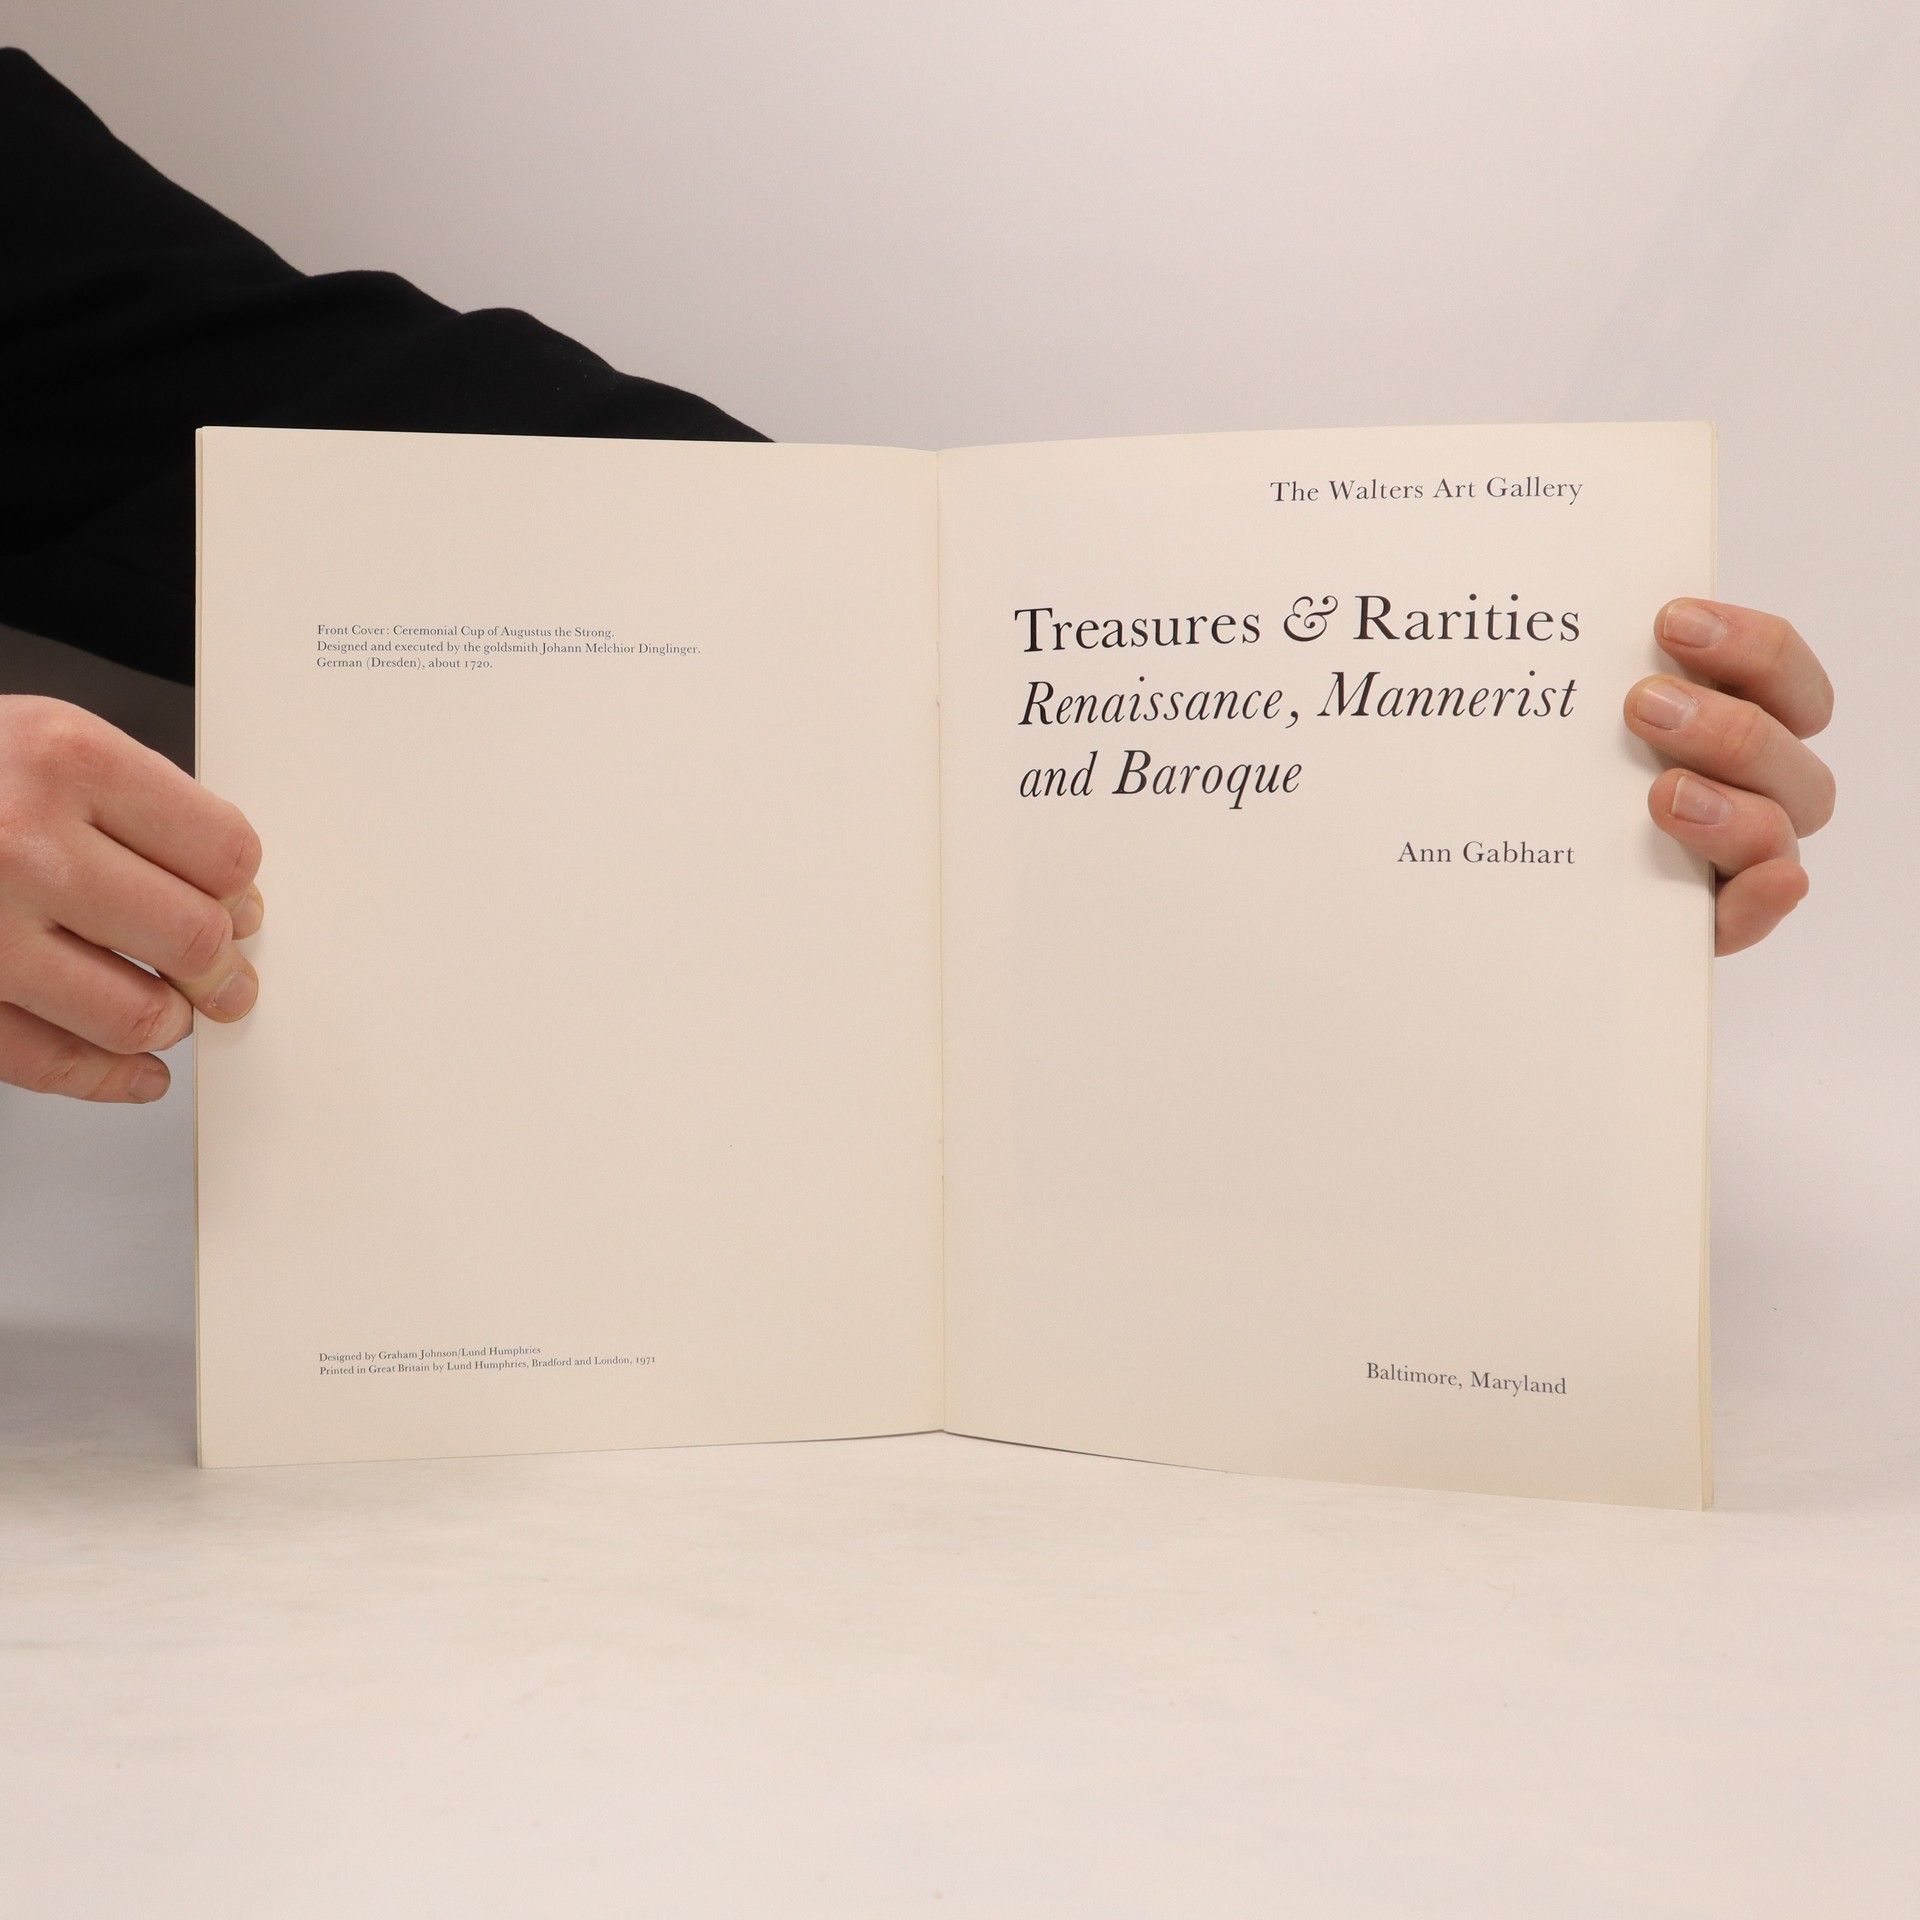 Front Cover: Ceremonial Cup of Augustus the Strong.
Designed and executed by the goldsmith Johann Melchior Dinglinger.
German (Dresden), about 1720.
Designed by Graham Johnson/Lund Humphries
Printed in Great Britain by Lund Humphries, Bradford and London, 1971
The Walters Art Gallery
Treasures & Rarities
Renaissance, Mannerist
and Baroque
Ann Gabhart
Baltimore, Maryland